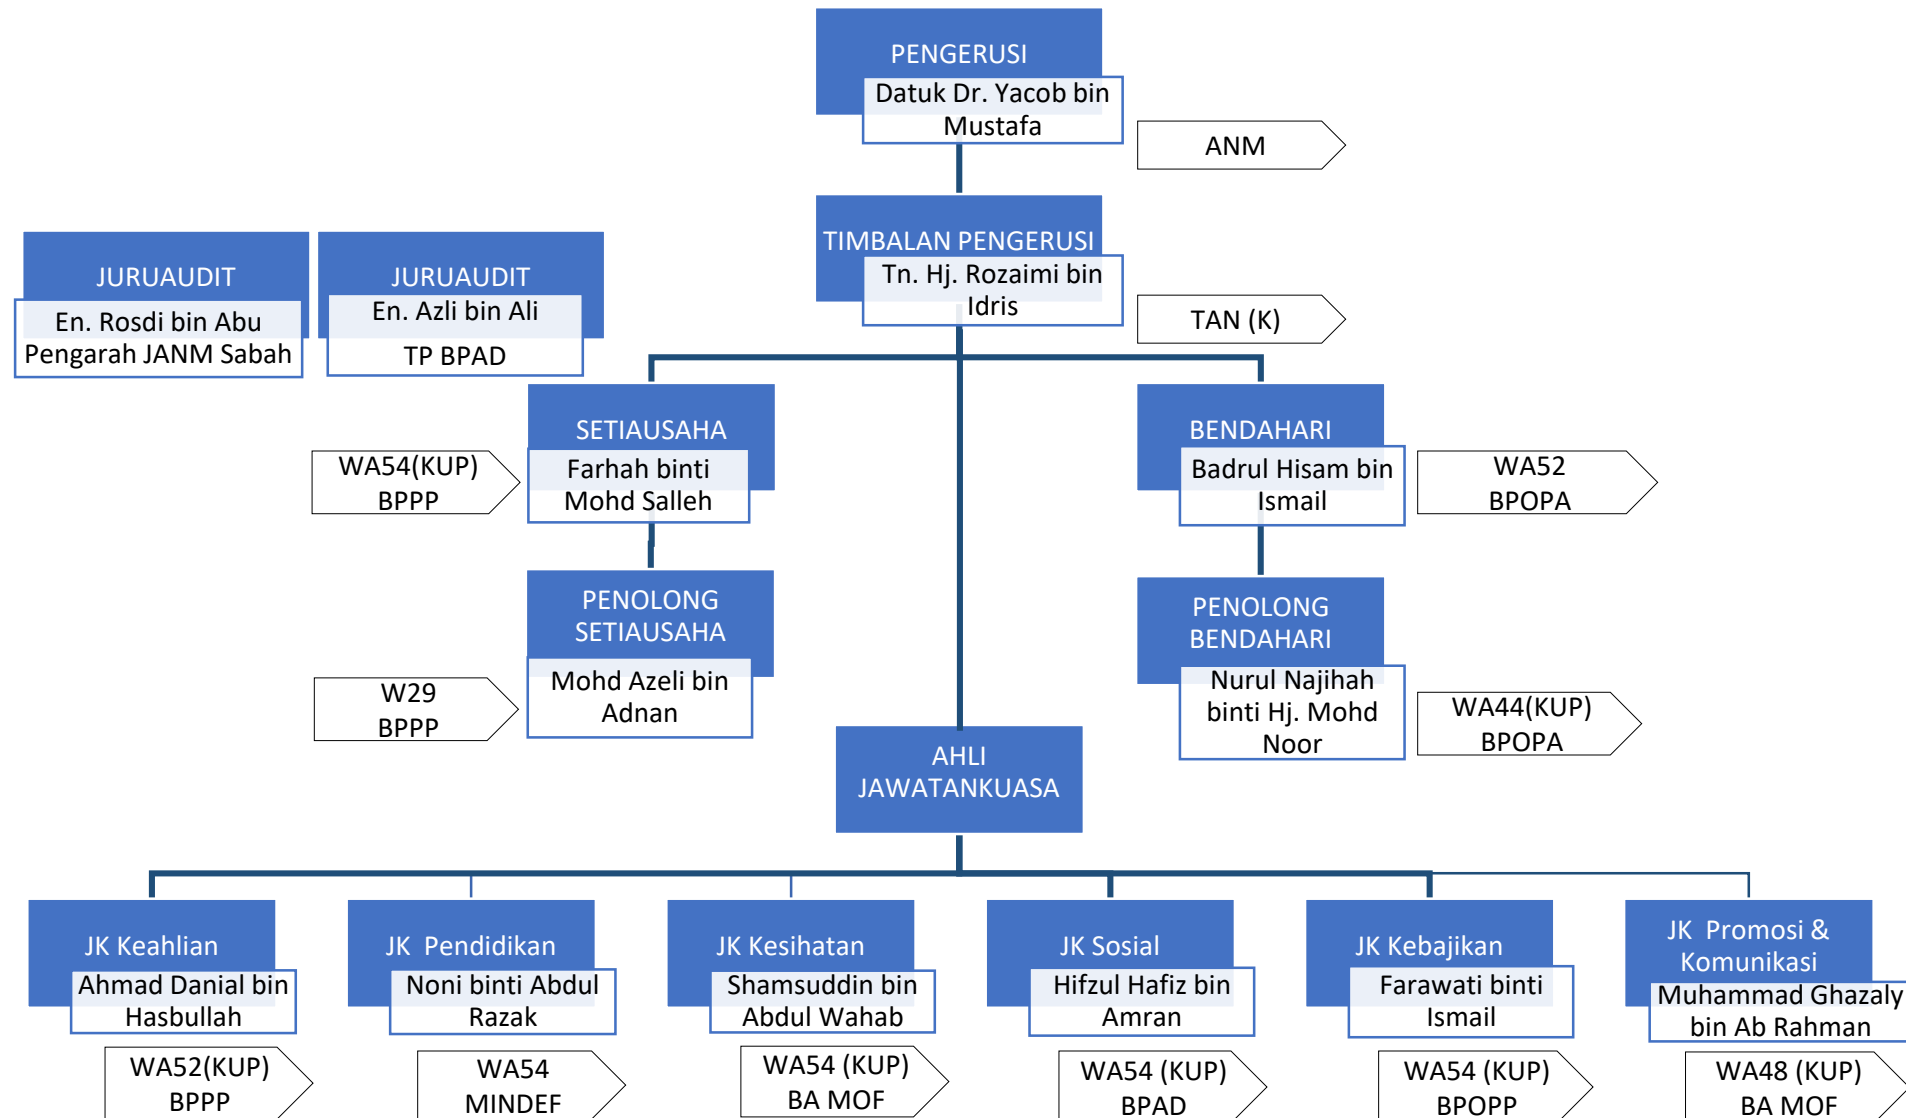 PENGERUSI
Datuk Dr. Yacob bin
Mustafa
ANM
TIMBALAN PENGERUSI
Tn. Hj. Rozaimi bin
Idris
TAN (K)
JURUAUDIT
En. Rosdi bin Abu
Pengarah JANM Sabah
JURUAUDIT
En. Azli bin Ali
TP BPAD
SETIAUSAHA
Farhah binti
Mohd Salleh
WA54(KUP)
BPPP
BENDAHARI
Badrul Hisam bin
Ismail
WA52
BPOPA
PENOLONG
SETIAUSAHA
Mohd Azeli bin
Adnan
W29
BPPP
PENOLONG
BENDAHARI
Nurul Najihah
binti Hj. Mohd
Noor
WA44(KUP)
BPOPA
AHLI
JAWATANKUASA
JK Keahlian
Ahmad Danial bin
Hasbullah
WA52(KUP)
BPPP
JK Pendidikan
Noni binti Abdul
Razak
WA54
MINDEF
JK Kesihatan
Shamsuddin bin
Abdul Wahab
WA54 (KUP)
BA MOF
JK Sosial
Hifzul Hafiz bin
Amran
WA54 (KUP)
BPAD
JK Kebajikan
Farawati binti
Ismail
WA54 (KUP)
BPOPP
JK Promosi &
Komunikasi
Muhammad Ghazaly
bin Ab Rahman
WA48 (KUP)
BA MOF